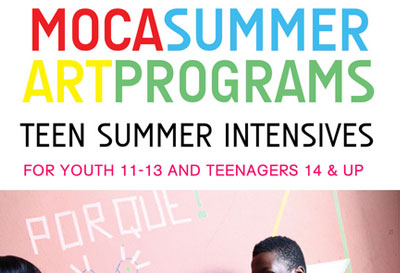 MOCASUMMER
ARTPROGRAMS
TEEN SUMMER INTENSIVES
FOR YOUTH 11-13 AND TEENAGERS 14 & UP
PORQUE!